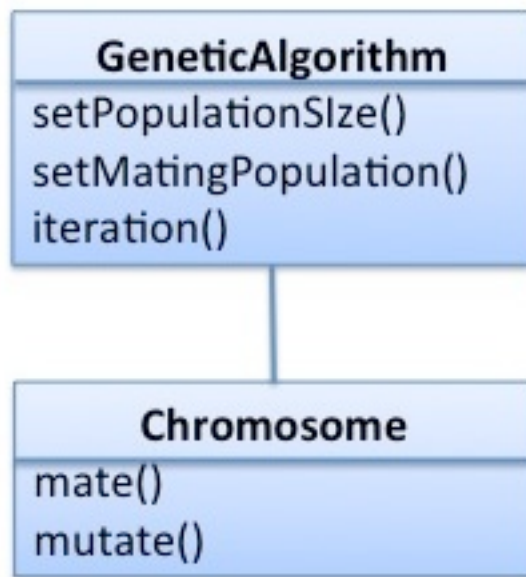 GeneticAlgorithm
setPopulationSIze()
setMatingPopulation()
iteration()
Chromosome
mate()
mutate()